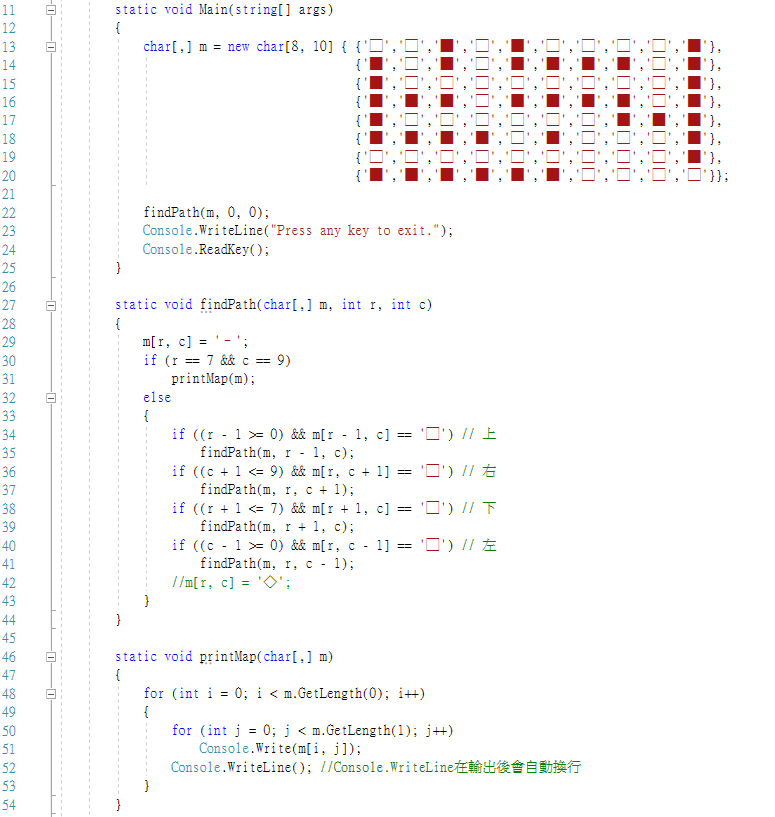 11 static void Main(string[] args)
12 {
13 char[,] m = new char[8, 10] { {'□','□','■','□','■','□','□','□','□','■'},
14 {'■','□','■','□','■','■','■','■','□','■'},
15 {'■','□','□','□','□','□','□','□','□','■'},
16 {'■','■','■','□','■','■','■','■','□','■'},
17 {'■','□','□','□','□','□','□','■','■','■'},
18 {'■','■','■','■','□','■','□','□','□','■'},
19 {'□','□','□','□','□','□','□','□','□','■'},
20 {'■','■','■','■','■','■','□','□','□','□'}};
21
22 findPath(m, 0, 0);
23 Console.WriteLine("Press any key to exit.");
24 Console.ReadKey();
25 }
26
27 static void findPath(char[,] m, int r, int c)
28 {
29 m[r, c] = '－';
30 if (r == 7 && c == 9)
31 printMap(m);
32 else
33 {
34 if ((r - 1 >= 0) && m[r - 1, c] == '□') // 上
35 findPath(m, r - 1, c);
36 if ((c + 1 <= 9) && m[r, c + 1] == '□') // 右
37 findPath(m, r, c + 1);
38 if ((r + 1 <= 7) && m[r + 1, c] == '□') // 下
39 findPath(m, r + 1, c);
40 if ((c - 1 >= 0) && m[r, c - 1] == '□') // 左
41 findPath(m, r, c - 1);
42 //m[r, c] = '◇';
43 }
44 }
45
46 static void printMap(char[,] m)
47 {
48 for (int i = 0; i < m.GetLength(0); i++)
49 {
50 for (int j = 0; j < m.GetLength(1); j++)
51 Console.Write(m[i, j]);
52 Console.WriteLine(); //Console.WriteLine在輸出後會自動換行
53 }
54 }